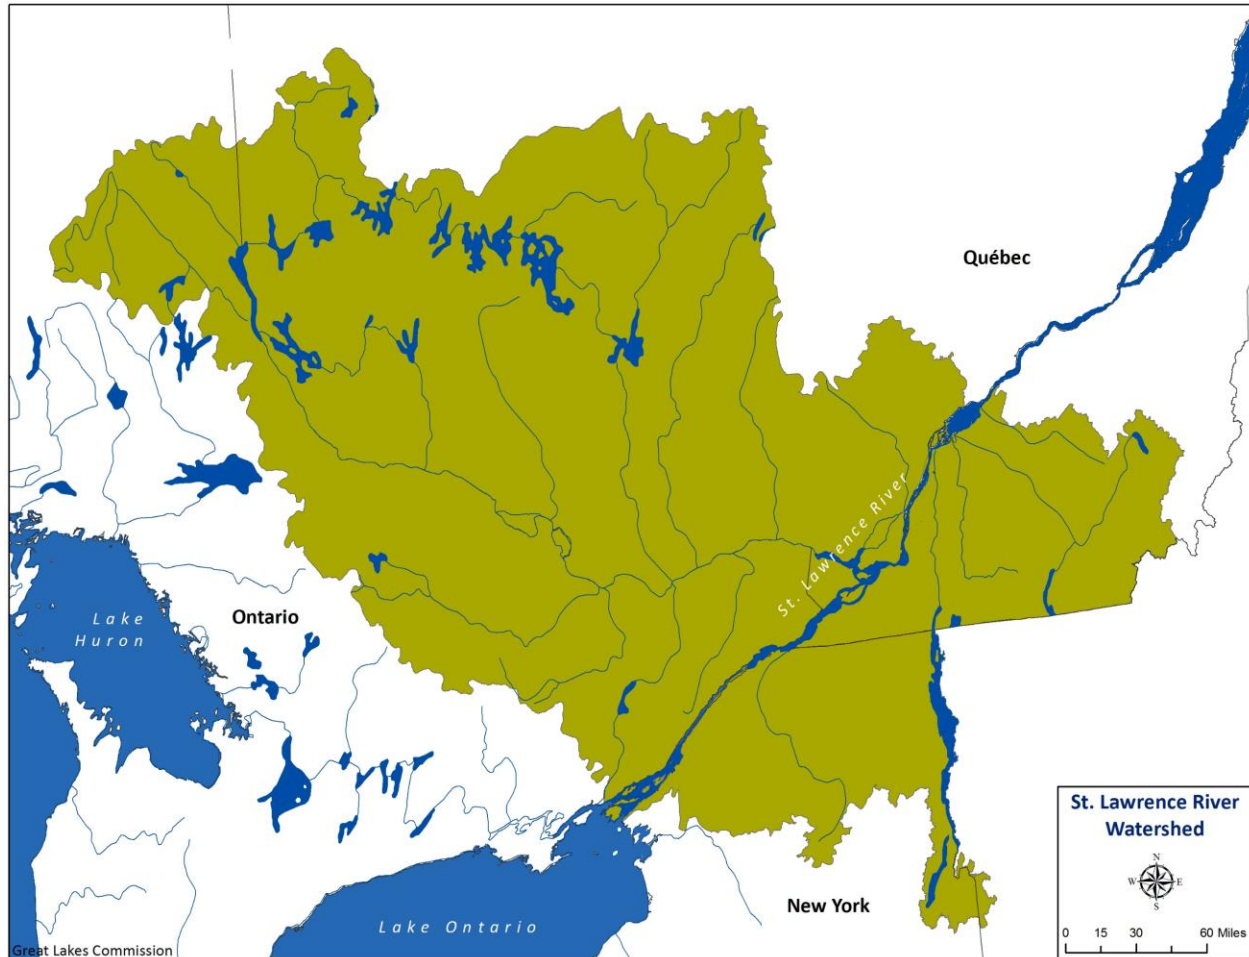 Québec
St. Lawrence River
Lake
Huron
Ontario
St. Lawrence River
Watershed
N
W E
S
New York
Lake Ontario
0 15 30 60 Miles
Great Lakes Commission